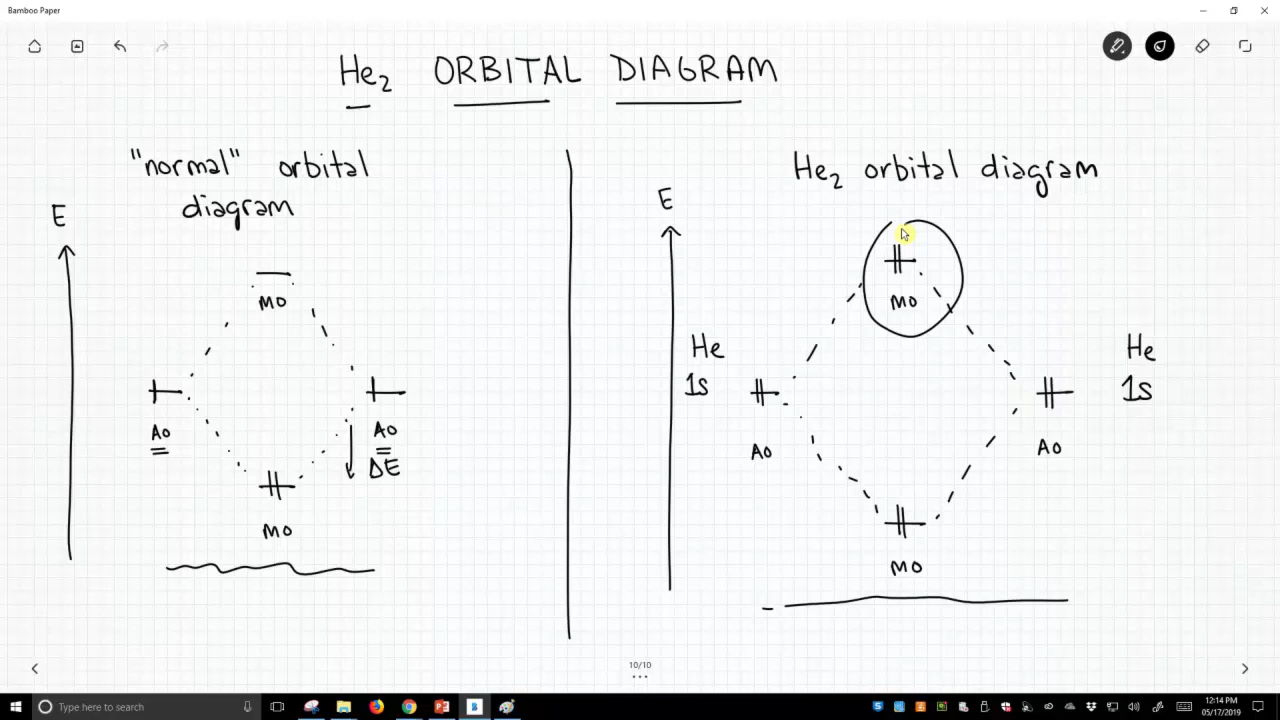 Bamboo Paper
He₂ ORBITAL DIAGRAM
"normal" orbital
diagram
E
MO
AO
AO
ΔE
MO
He₂ orbital diagram
E
MO
He
1s
He
1s
AO
AO
MO
10/10
Type here to search
12:14 PM
05/17/2019